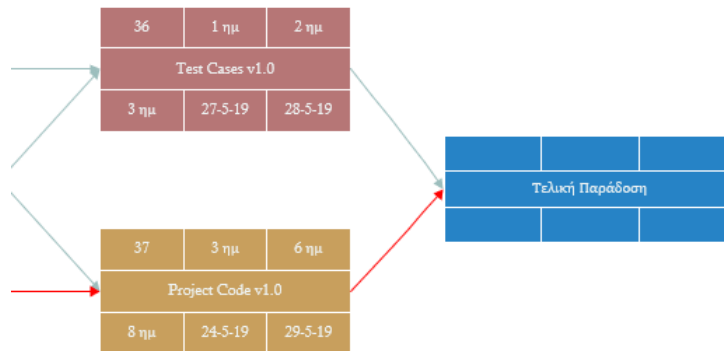 36 1 ημ 2 ημ
Test Cases v1.0
3 ημ 27-5-19 28-5-19
Τελική Παράδοση
37 3 ημ 6 ημ
Project Code v1.0
8 ημ 24-5-19 29-5-19